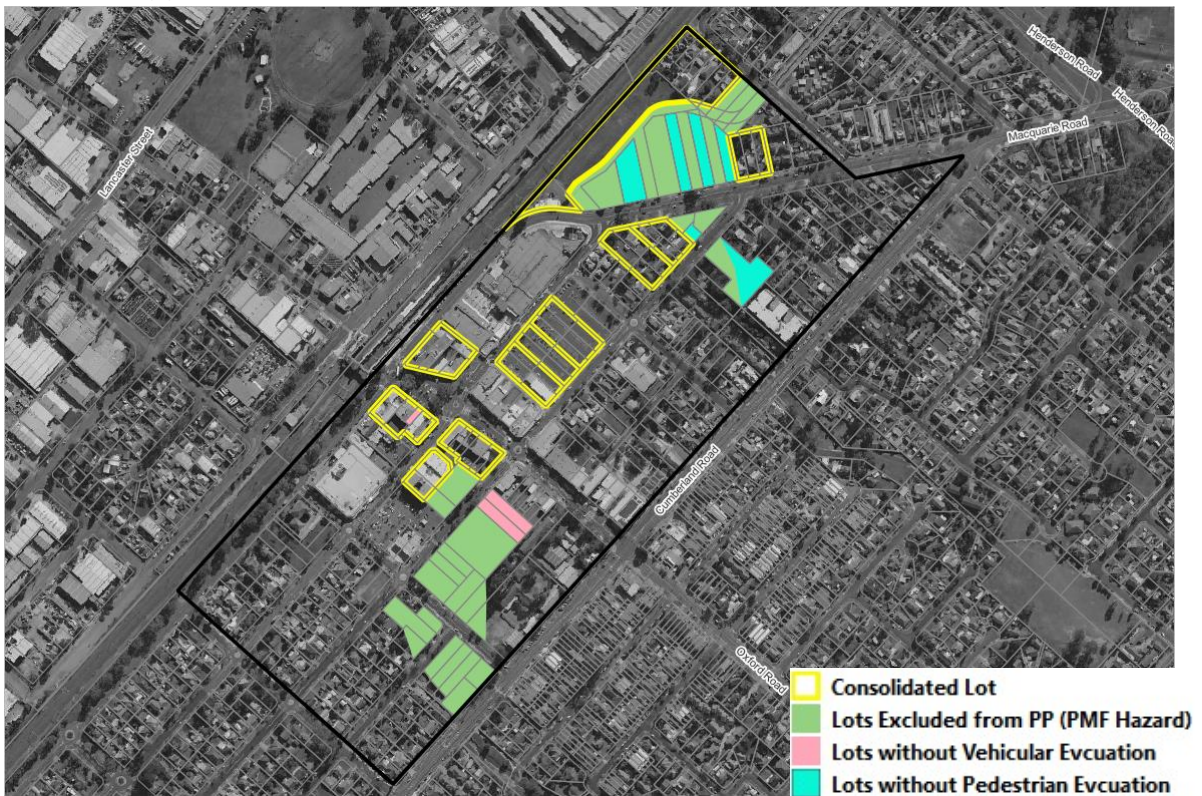 Henderson Road
Henderson Road
Macquarie Road
Lancaster Street
Cumberland Road
Oxford Road
Consolidated Lot
Lots Excluded from PP (PMF Hazard)
Lots without Vehicular Evcuation
Lots without Pedestrian Evcuation